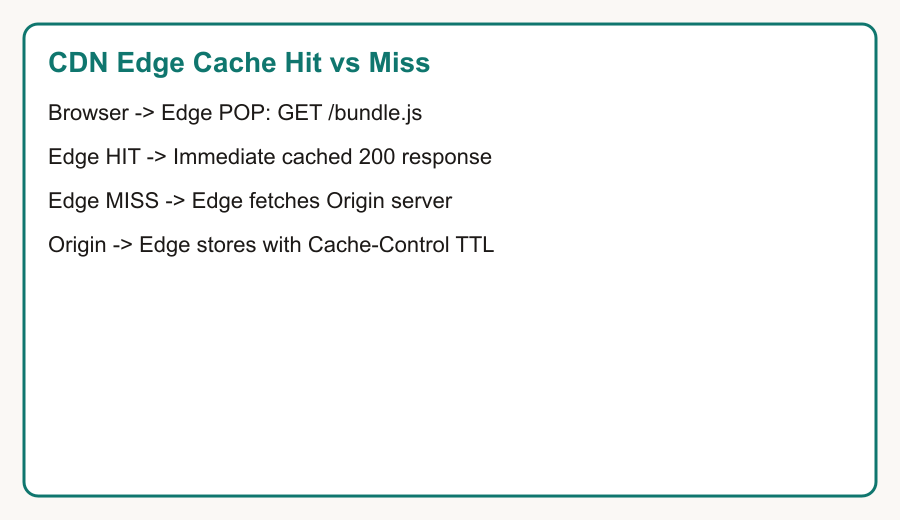 CDN Edge Cache Hit vs Miss
Browser -> Edge POP: GET /bundle.js
Edge HIT -> Immediate cached 200 response
Edge MISS -> Edge fetches Origin server
Origin -> Edge stores with Cache-Control TTL